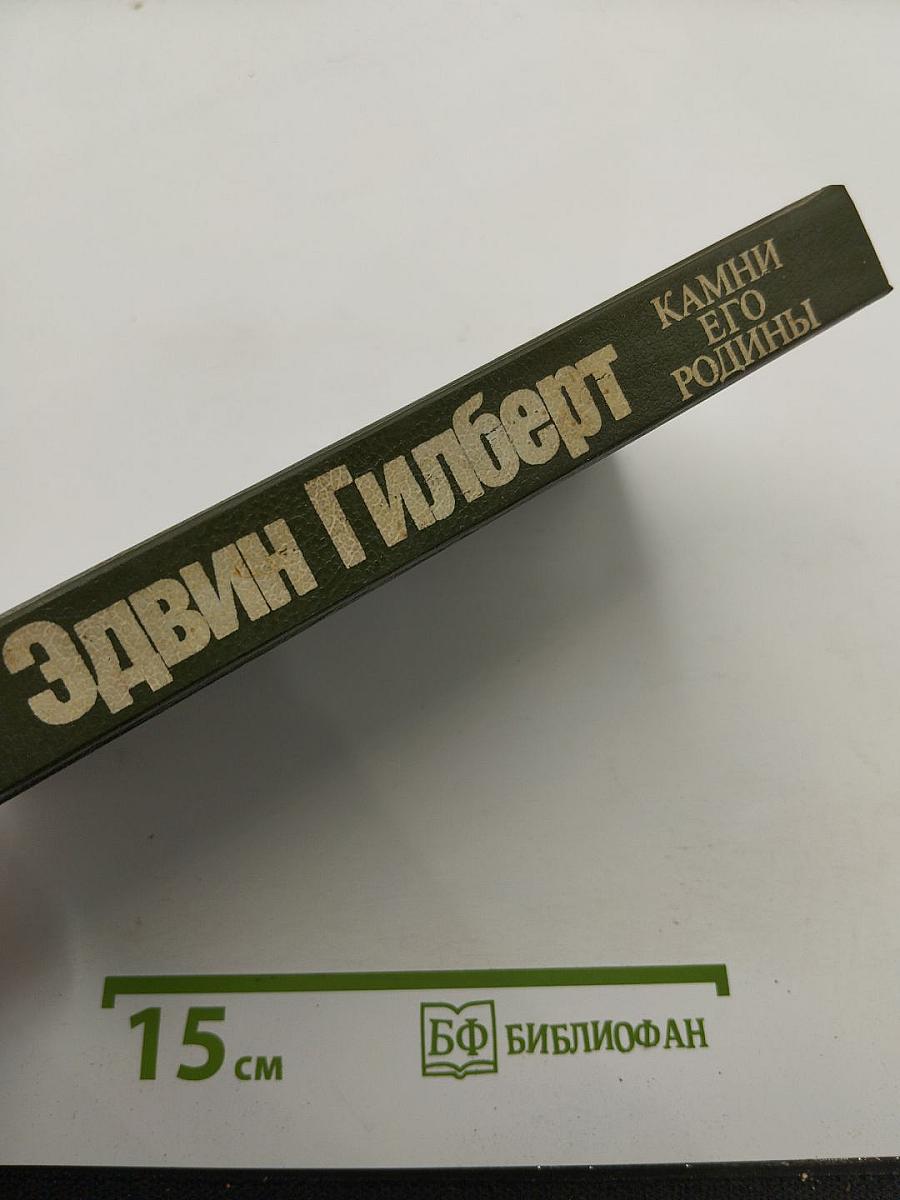 Эдвин Гилберт
КАМНИ
ЕГО
РОДИНЫ
15 см
БФ БИБЛИОФАН